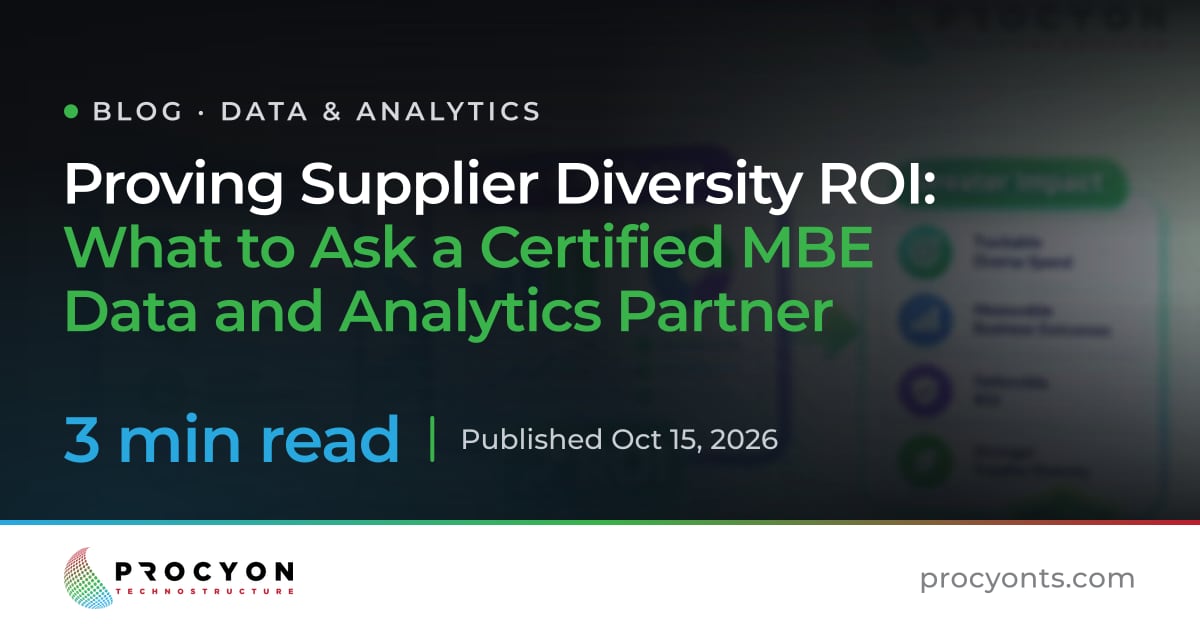 BLOG · DATA & ANALYTICS
Proving Supplier Diversity ROI:
What to Ask a Certified MBE
Data and Analytics Partner
3 min read
Published Oct 15, 2026
PROCYON
TECHNOSTRUCTURE
procyonts.com